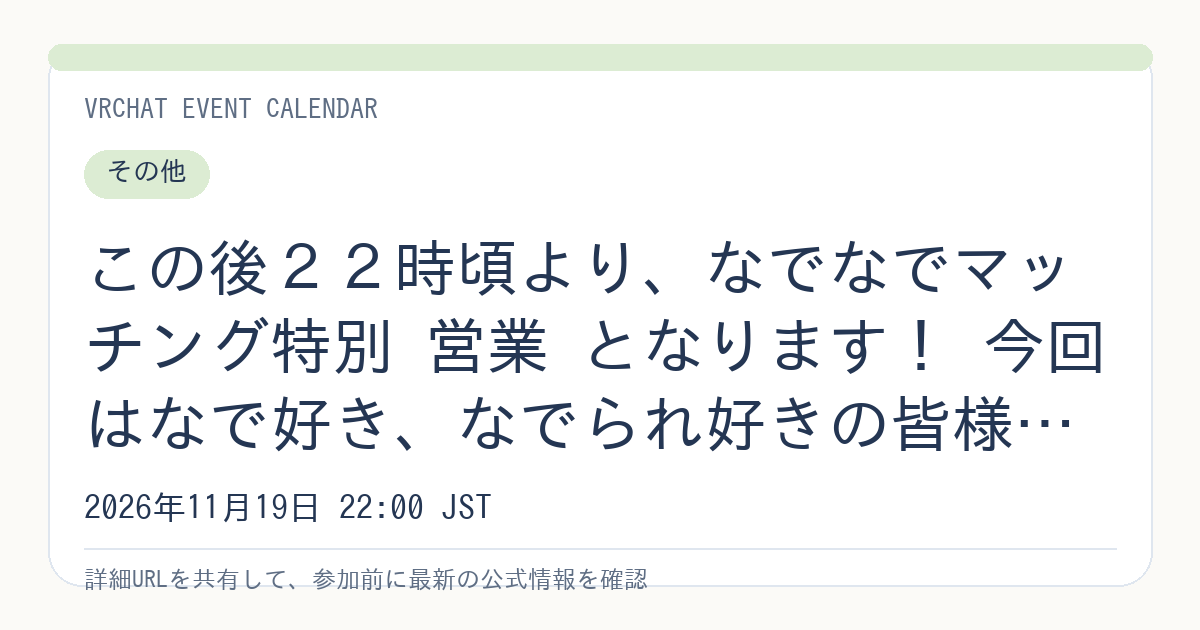 VRCHAT EVENT CALENDAR
その他
この後２２時頃より、なでなでマッ
チング特別 営業 となります！ 今回
はなで好き、なでられ好きの皆様…
2026年11月19日 22:00 JST
詳細URLを共有して、参加前に最新の公式情報を確認